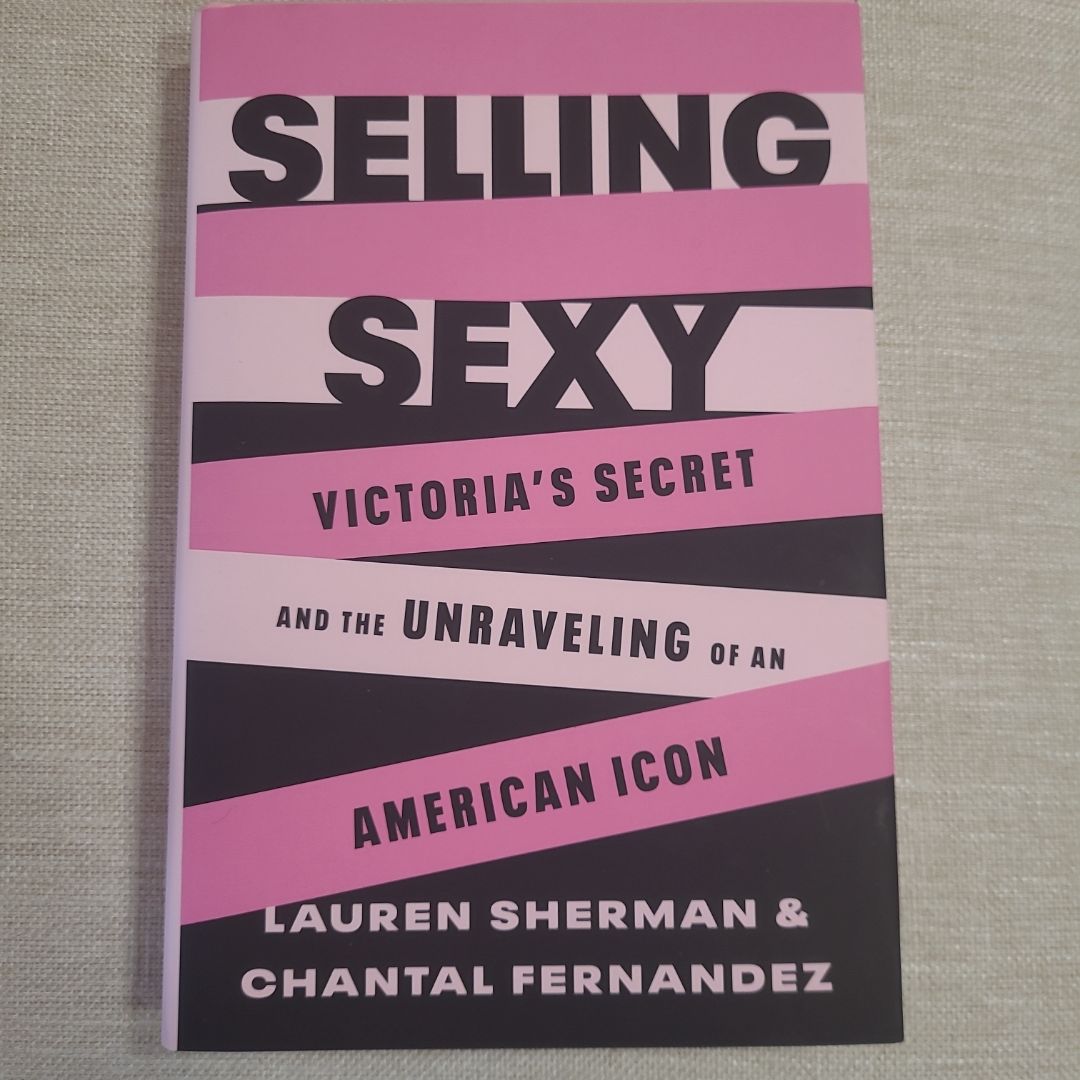 SELLING
SEXY
VICTORIA'S SECRET
AND THE UNRAVELING OF AN
AMERICAN ICON
LAUREN SHERMAN &
CHANTAL FERNANDEZ